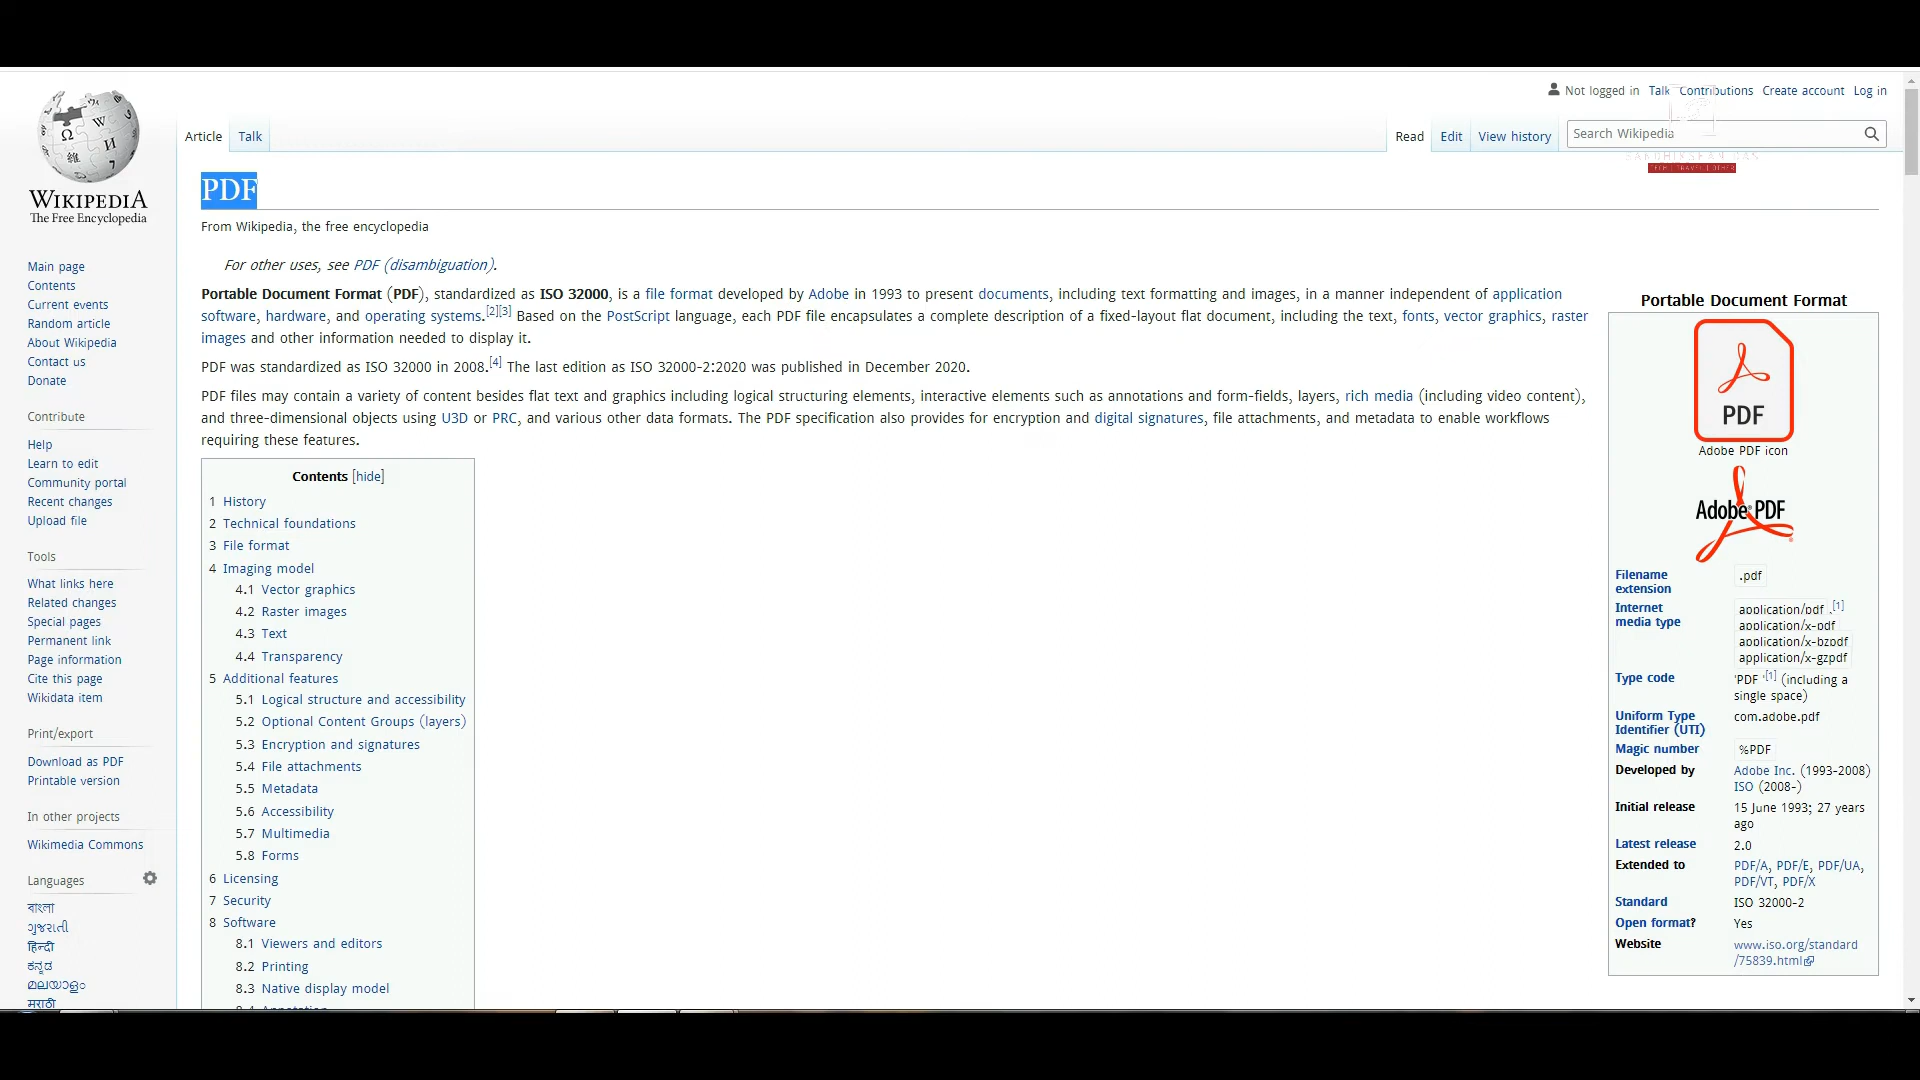 Not logged in Talk Contributions Create account Log in
Article Talk Read Edit View history Search Wikipedia
WIKIPEDIA
The Free Encyclopedia
PDF
From Wikipedia, the free encyclopedia
For other uses, see PDF (disambiguation).
Portable Document Format (PDF), standardized as ISO 32000, is a file format developed by Adobe in 1993 to present documents, including text formatting and images, in a manner independent of application
software, hardware, and operating systems.[2][3] Based on the PostScript language, each PDF file encapsulates a complete description of a fixed-layout flat document, including the text, fonts, vector graphics, raster
images and other information needed to display it.
PDF was standardized as ISO 32000 in 2008.[4] The last edition as ISO 32000-2:2020 was published in December 2020.
PDF files may contain a variety of content besides flat text and graphics including logical structuring elements, interactive elements such as annotations and form-fields, layers, rich media (including video content),
and three-dimensional objects using U3D or PRC, and various other data formats. The PDF specification also provides for encryption and digital signatures, file attachments, and metadata to enable workflows
requiring these features.
Contents [hide]
1 History
2 Technical foundations
3 File format
4 Imaging model
4.1 Vector graphics
4.2 Raster images
4.3 Text
4.4 Transparency
5 Additional features
5.1 Logical structure and accessibility
5.2 Optional Content Groups (layers)
5.3 Encryption and signatures
5.4 File attachments
5.5 Metadata
5.6 Accessibility
5.7 Multimedia
5.8 Forms
6 Licensing
7 Security
8 Software
8.1 Viewers and editors
8.2 Printing
8.3 Native display model
Portable Document Format
PDF
Adobe PDF icon
Adobe PDF
Filename extension .pdf
Internet media type application/pdf ,[1]
application/x-pdf
application/x-bzpdf
application/x-gzpdf
Type code 'PDF '[1] (including a
single space)
Uniform Type Identifier (UTI) com.adobe.pdf
Magic number %PDF
Developed by Adobe Inc. (1993-2008)
ISO (2008-)
Initial release 15 June 1993; 27 years
ago
Latest release 2.0
Extended to PDF/A, PDF/E, PDF/UA,
PDF/VT, PDF/X
Standard ISO 32000-2
Open format? Yes
Website www.iso.org/standard
/75839.html
Main page
Contents
Current events
Random article
About Wikipedia
Contact us
Donate
Contribute
Help
Learn to edit
Community portal
Recent changes
Upload file
Tools
What links here
Related changes
Special pages
Permanent link
Page information
Cite this page
Wikidata item
Print/export
Download as PDF
Printable version
In other projects
Wikimedia Commons
Languages
বাংলা
ગુજરાતી
हिन्दी
ಕನ್ನಡ
മലയാളം
मराठी